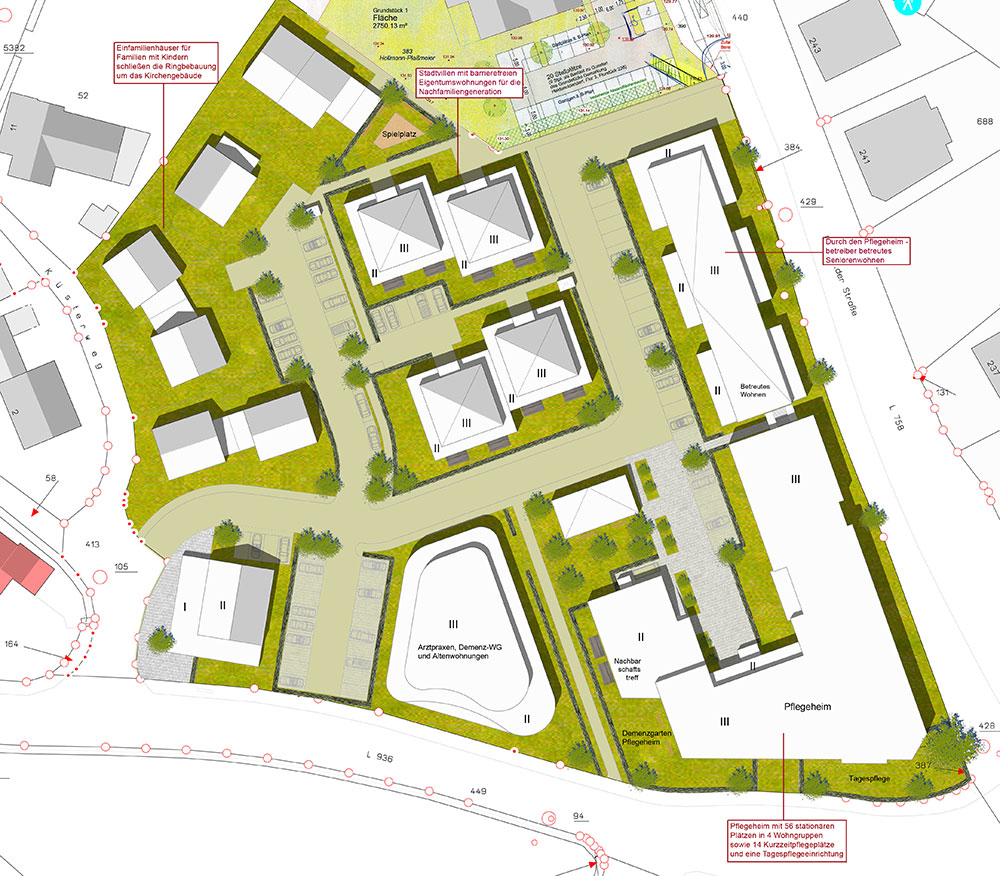 Grundstück 1
Fläche
2750.13 m²
383
Hollmann-Plaßmeier
440
243
5382
52
11
Einfamilienhäuser für
Familien mit Kindern
schließen die Ringbebauung
um das Kirchengebäude
Stadtvillen mit barrierefreien
Eigentumswohnungen für die
Nachfamiliengeneration
20 Stellplätze
Spielplatz
688
241
384
429
II
III
III
II
II
III
II
Durch den Pflegeheim -
betreiber betreutes
Seniorenwohnen
der Straße
Küsterweg
2
237
131
L 758
III
III
II
II
II
Betreutes
Wohnen
58
413
105
164
III
I
II
III
Arztpraxen, Demenz-WG
und Altenwohnungen
II
II
Nachbar
schafts
treff
II
Pflegeheim
III
Demenzgarten
Pflegeheim
428
387
Tagespflege
L 936
449
94
Pflegeheim mit 56 stationären
Plätzen in 4 Wohngruppen
sowie 14 Kurzzeitpflegeplätze
und eine Tagespflegeeinrichtung